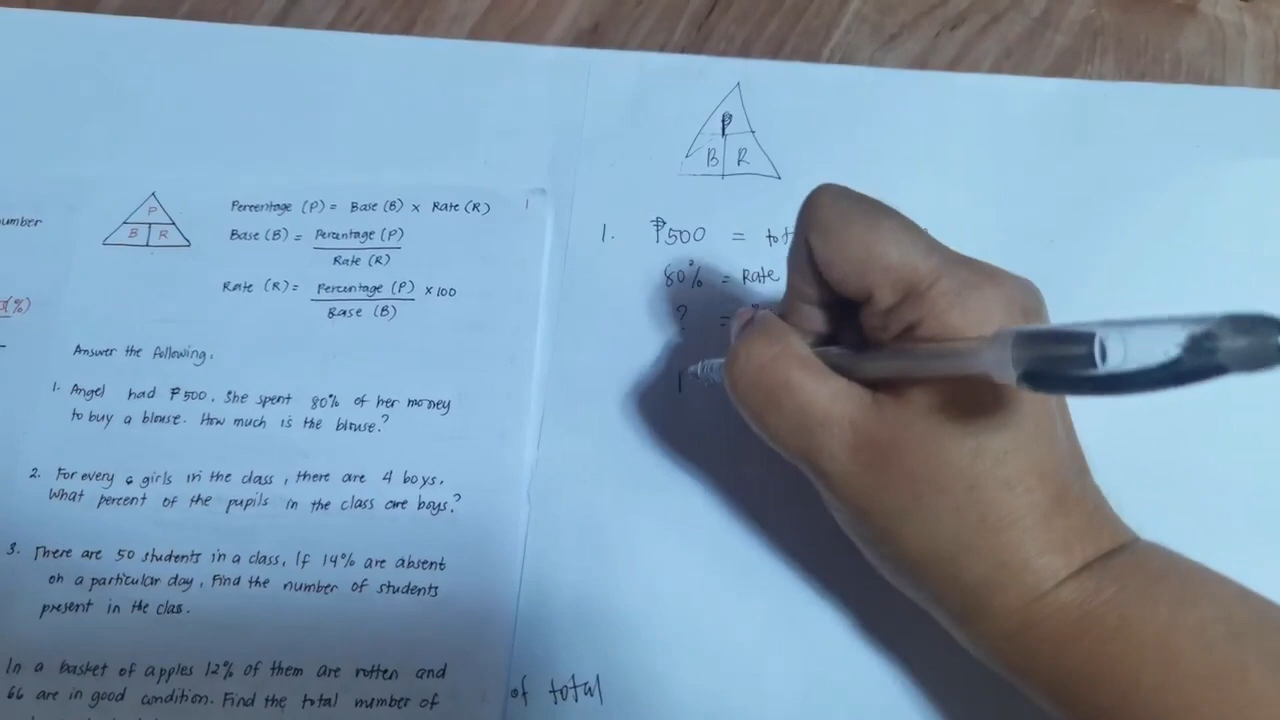 umber
P
B R
Percentage (P) = Base (B) × Rate (R)
Base (B) = Percentage (P)
Rate (R)
Rate (R) = Percentage (P) × 100
Base (B)
Answer the following:
1. Angel had ₱500. She spent 80% of her money
to buy a blouse. How much is the blouse?
2. For every 6 girls in the class, there are 4 boys.
What percent of the pupils in the class are boys?
3. There are 50 students in a class, If 14% are absent
on a particular day, Find the number of students
present in the clas.
In a basket of apples 12% of them are rotten and
66 are in good condition. Find the total number of
P
B R
1. ₱500 = tot
80% = Rate
? =
of total